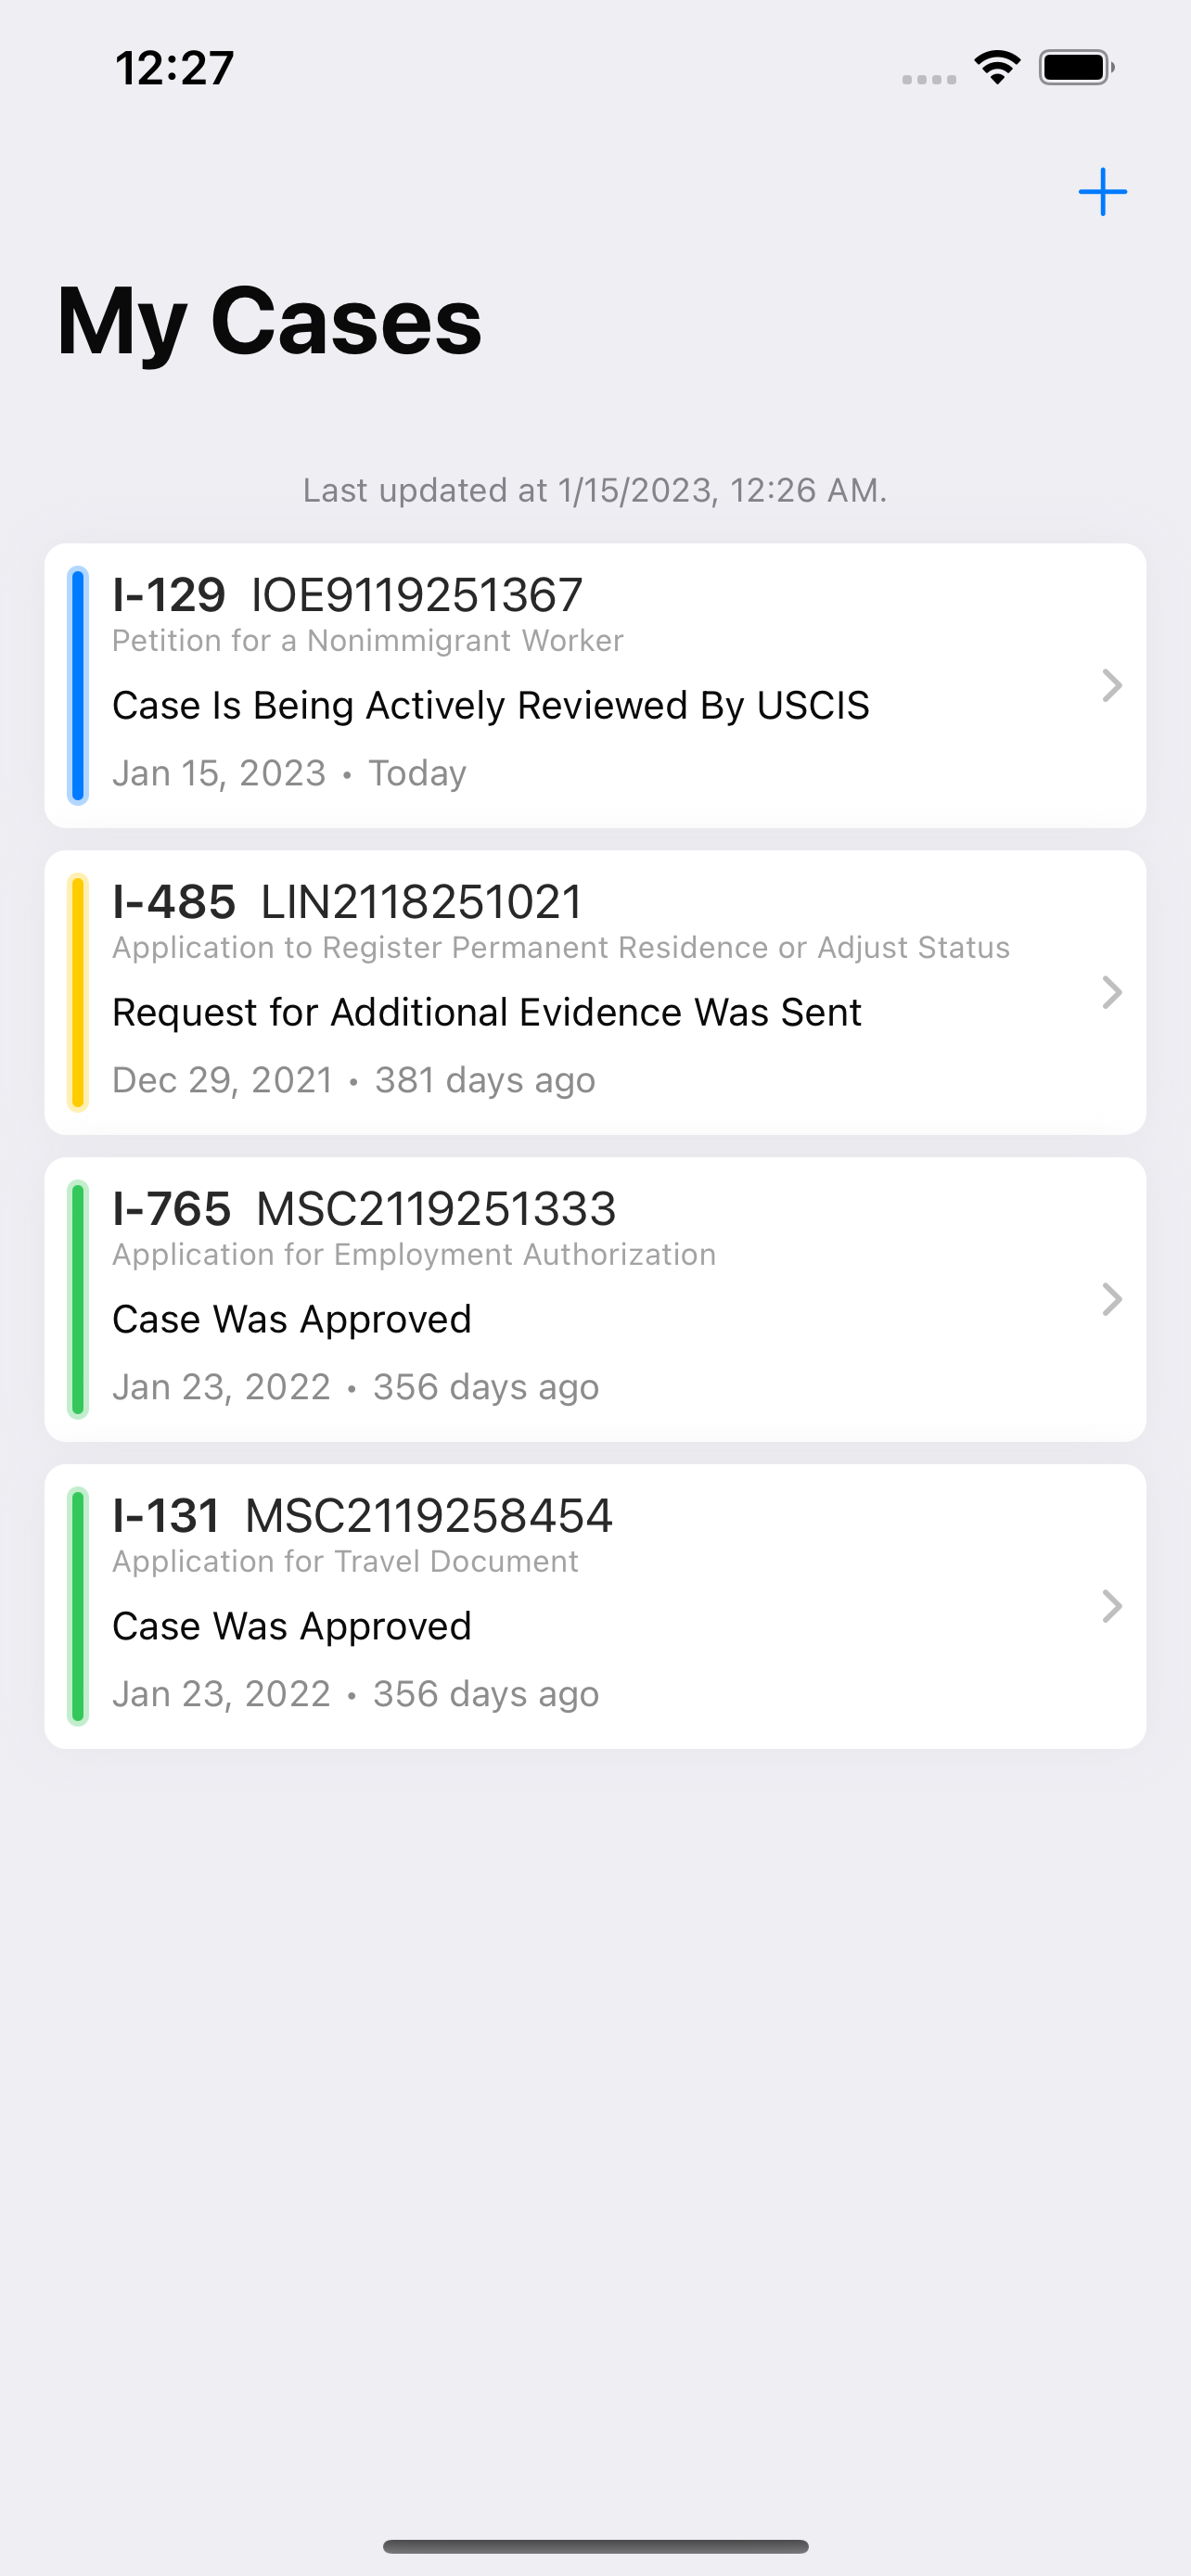 12:27
My Cases
Last updated at 1/15/2023, 12:26 AM.
I-129 IOE9119251367
Petition for a Nonimmigrant Worker
Case Is Being Actively Reviewed By USCIS
Jan 15, 2023 • Today
I-485 LIN2118251021
Application to Register Permanent Residence or Adjust Status
Request for Additional Evidence Was Sent
Dec 29, 2021 • 381 days ago
I-765 MSC2119251333
Application for Employment Authorization
Case Was Approved
Jan 23, 2022 • 356 days ago
I-131 MSC2119258454
Application for Travel Document
Case Was Approved
Jan 23, 2022 • 356 days ago